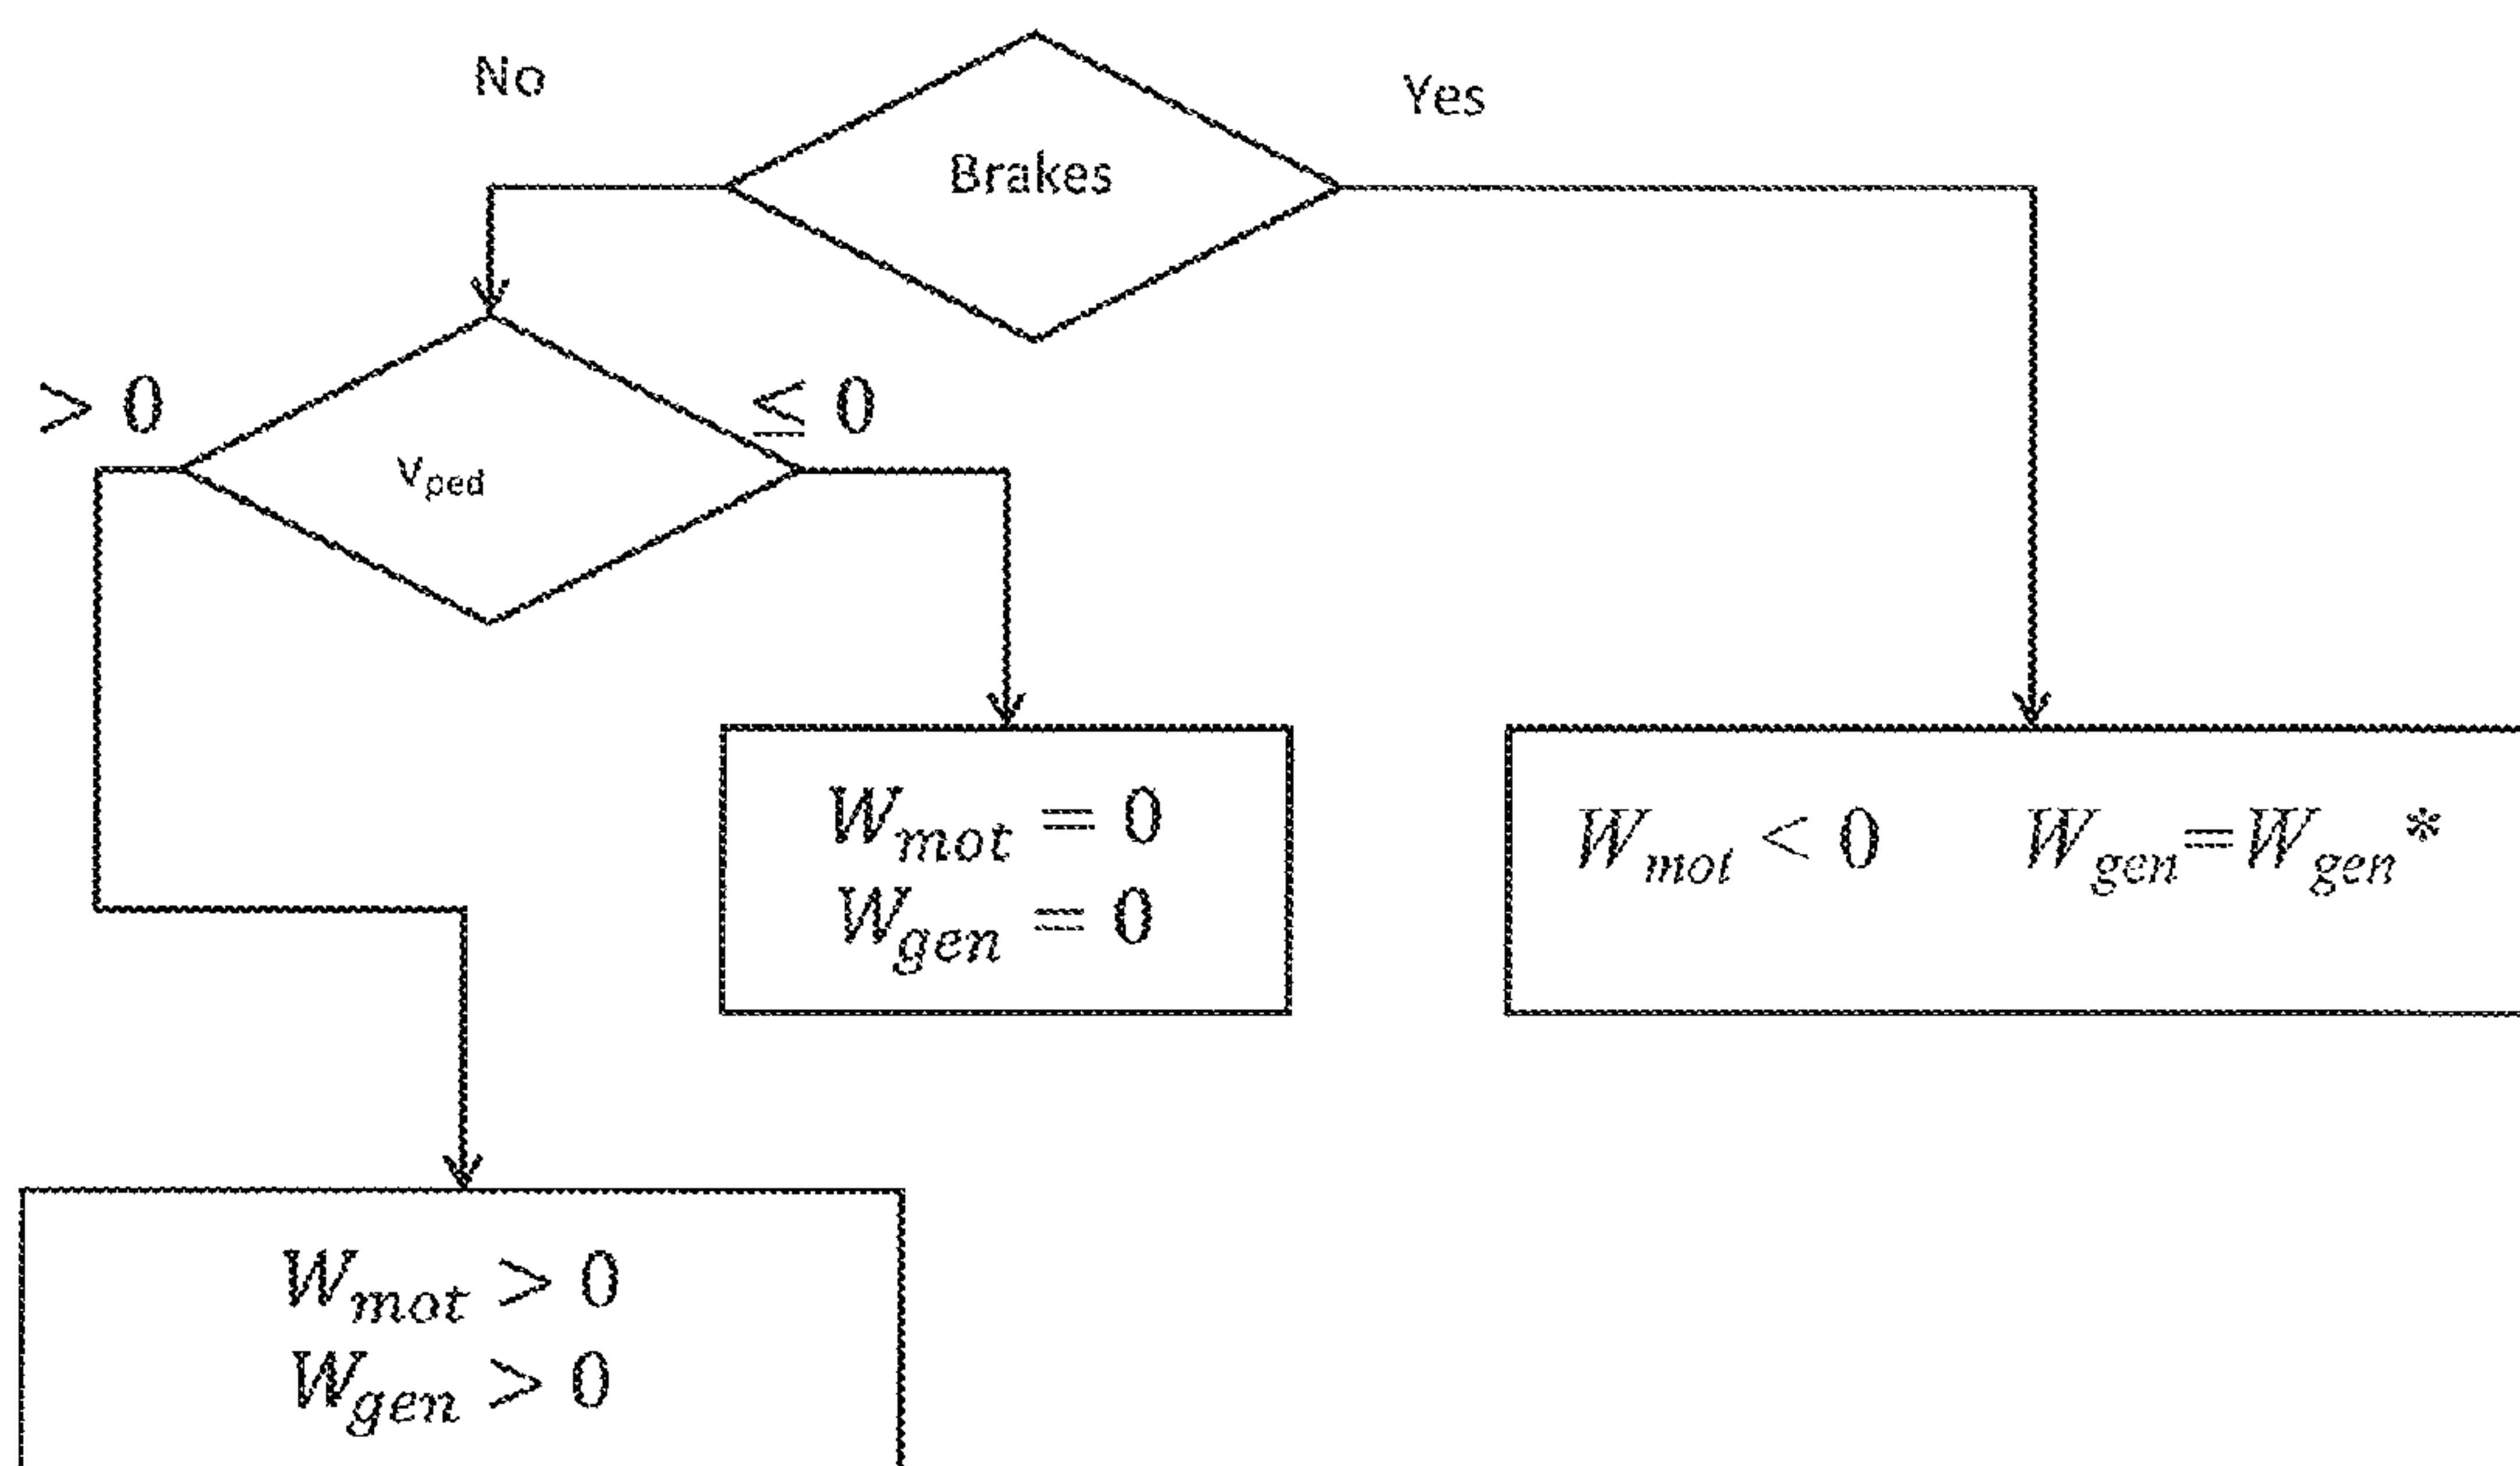 No
Yes
Brakes
> 0
≤ 0
v_ped
W_mot = 0
W_gen = 0
W_mot < 0 W_gen=W_gen*
W_mot > 0
W_gen > 0